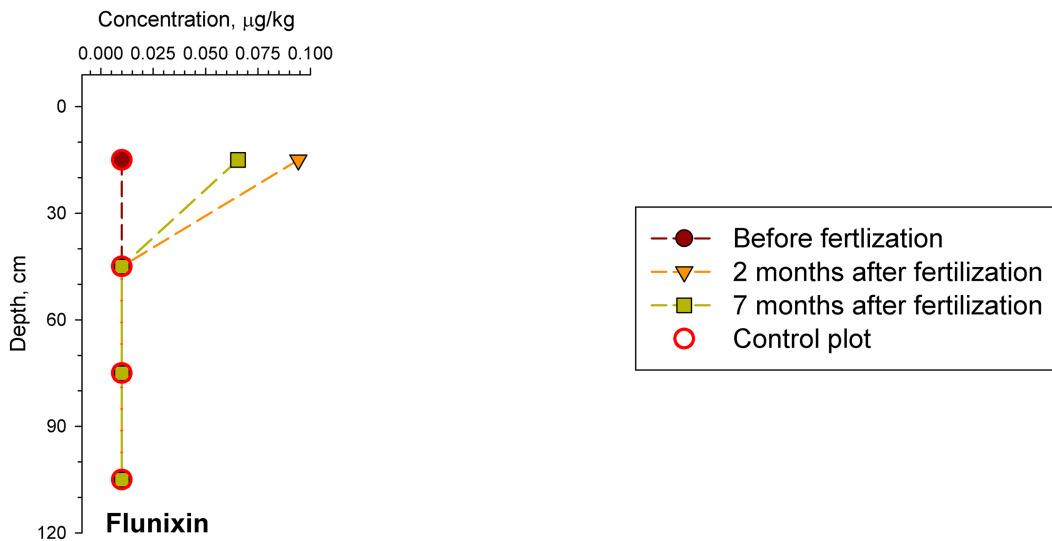 Concentration, μg/kg
0.000 0.025 0.050 0.075 0.100
0
30
60
90
120
Depth, cm
Flunixin
Before fertlization
2 months after fertilization
7 months after fertilization
Control plot